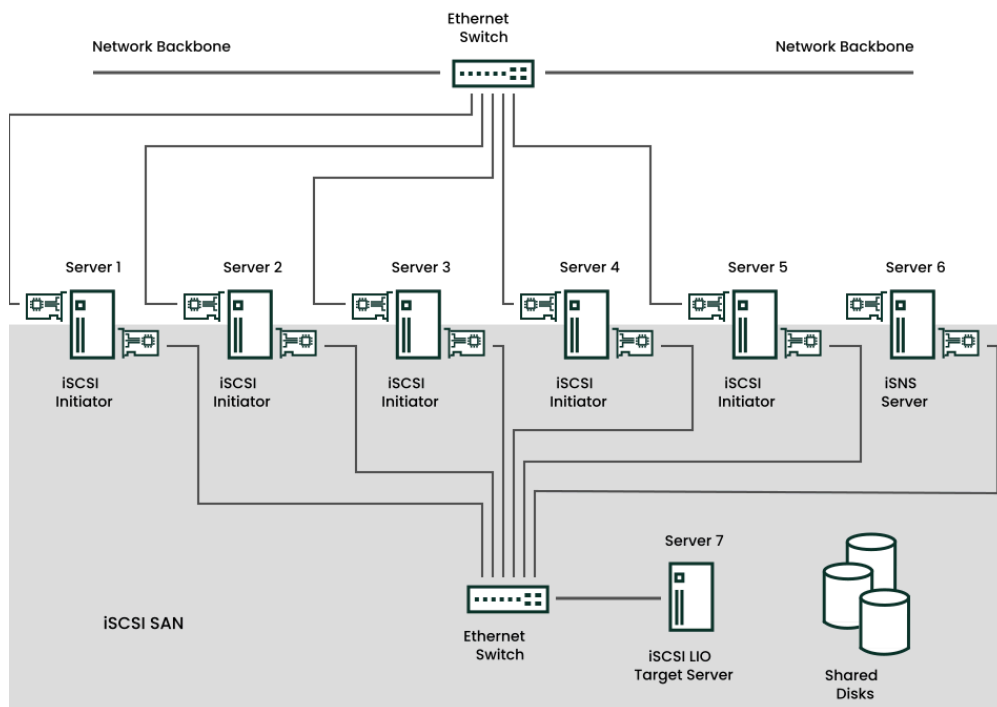 Ethernet
Switch
Network Backbone
Network Backbone
Server 1
Server 2
Server 3
Server 4
Server 5
Server 6
iSCSI
Initiator
iSCSI
Initiator
iSCSI
Initiator
iSCSI
Initiator
iSCSI
Initiator
iSNS
Server
Server 7
iSCSI SAN
Ethernet
Switch
iSCSI LIO
Target Server
Shared
Disks